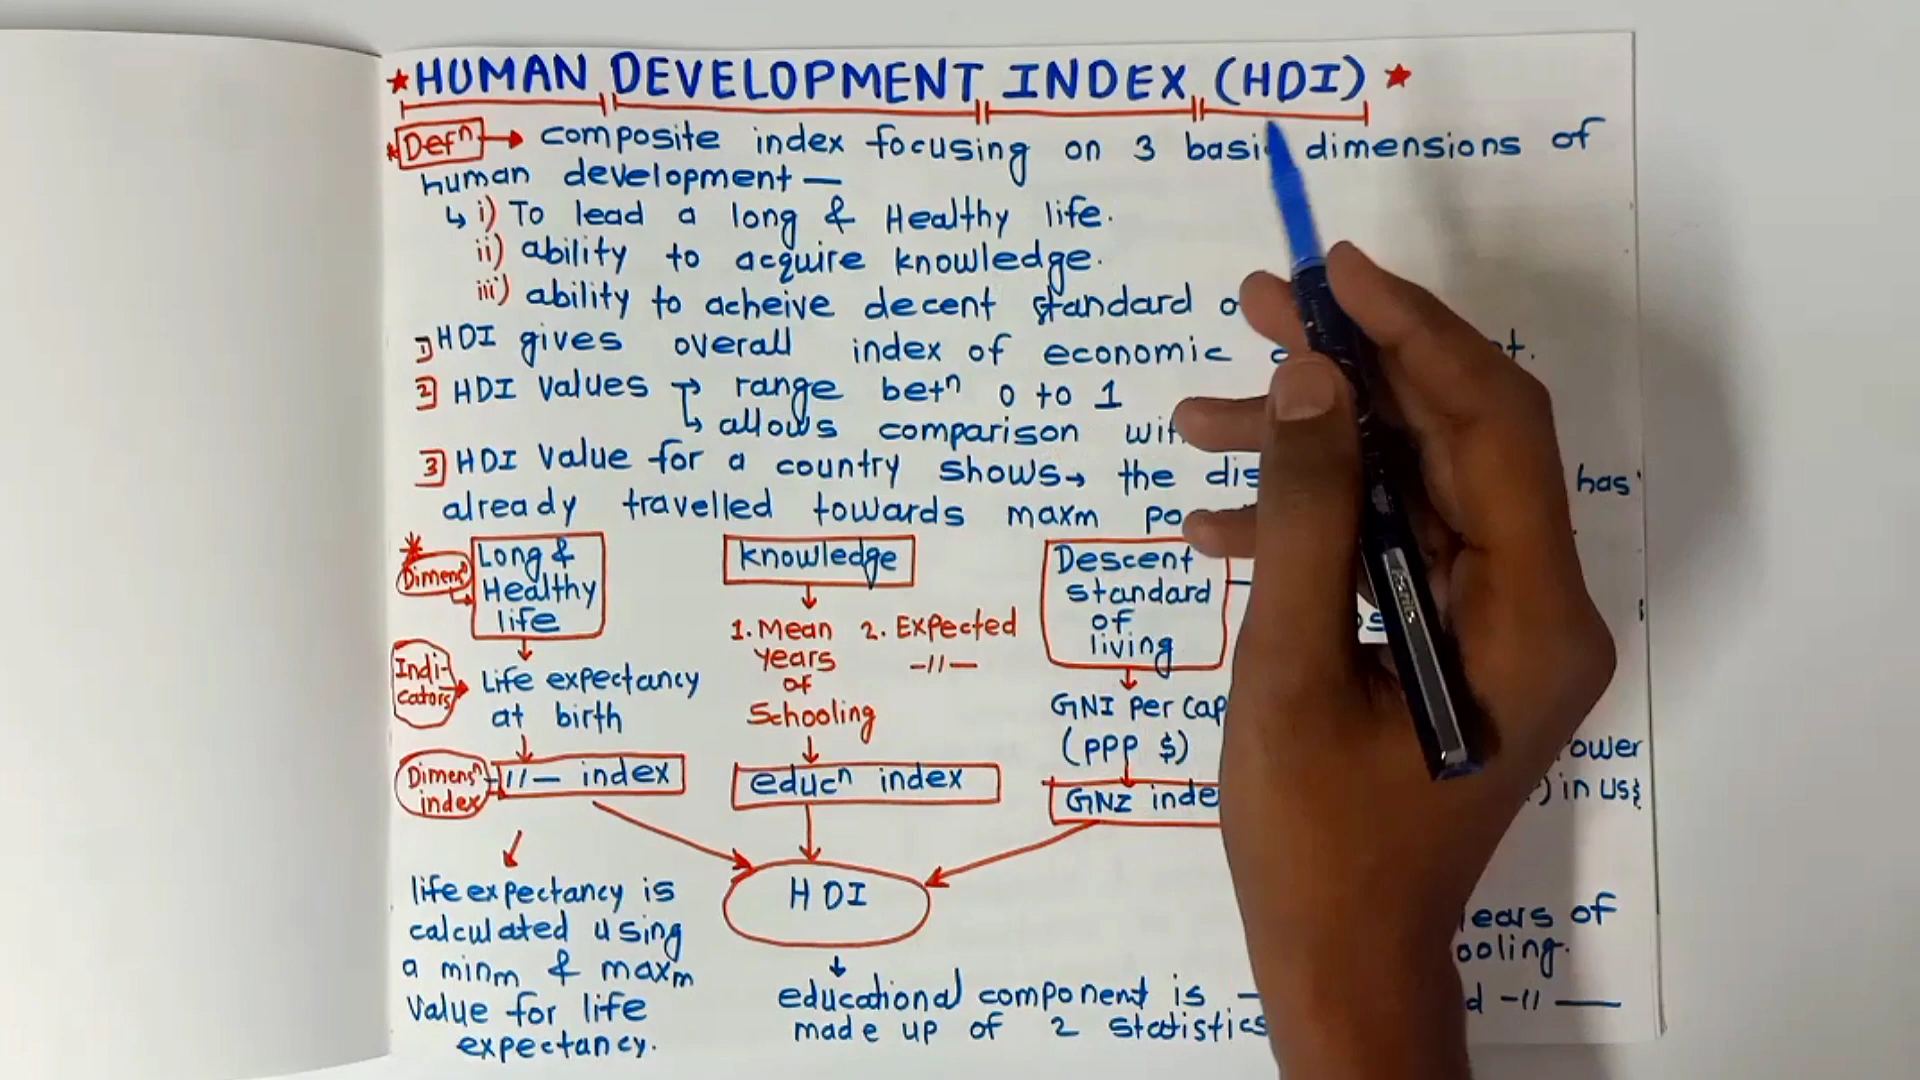 ★ HUMAN DEVELOPMENT INDEX (HDI) ★
* Defⁿ → composite index focusing on 3 basic dimensions of
human development —
↳ i) To lead a long & Healthy life.
ii) ability to acquire knowledge.
iii) ability to acheive decent standard o
1] HDI gives overall index of economic
2] HDI values → range betⁿ 0 to 1
↳ allows comparison wit
3] HDI value for a country shows → the dis has
already travelled towards maxm po
* Dimensⁿ → Long &
Healthy
life
knowledge
Descent
standard
of
living
1. Mean
years
of
Schooling
2. Expected
-11-
Indi-
cators → Life expectancy
at birth
GNI per cap
(PPP $)
ower
) in US$
Dimensⁿ
index
-11- index
educⁿ index
GNI inde
HDI
life expectancy is
calculated using
a minm & maxm
value for life
expectancy.
educational component is —
made up of 2 statistics
years of
ooling.
d -11-